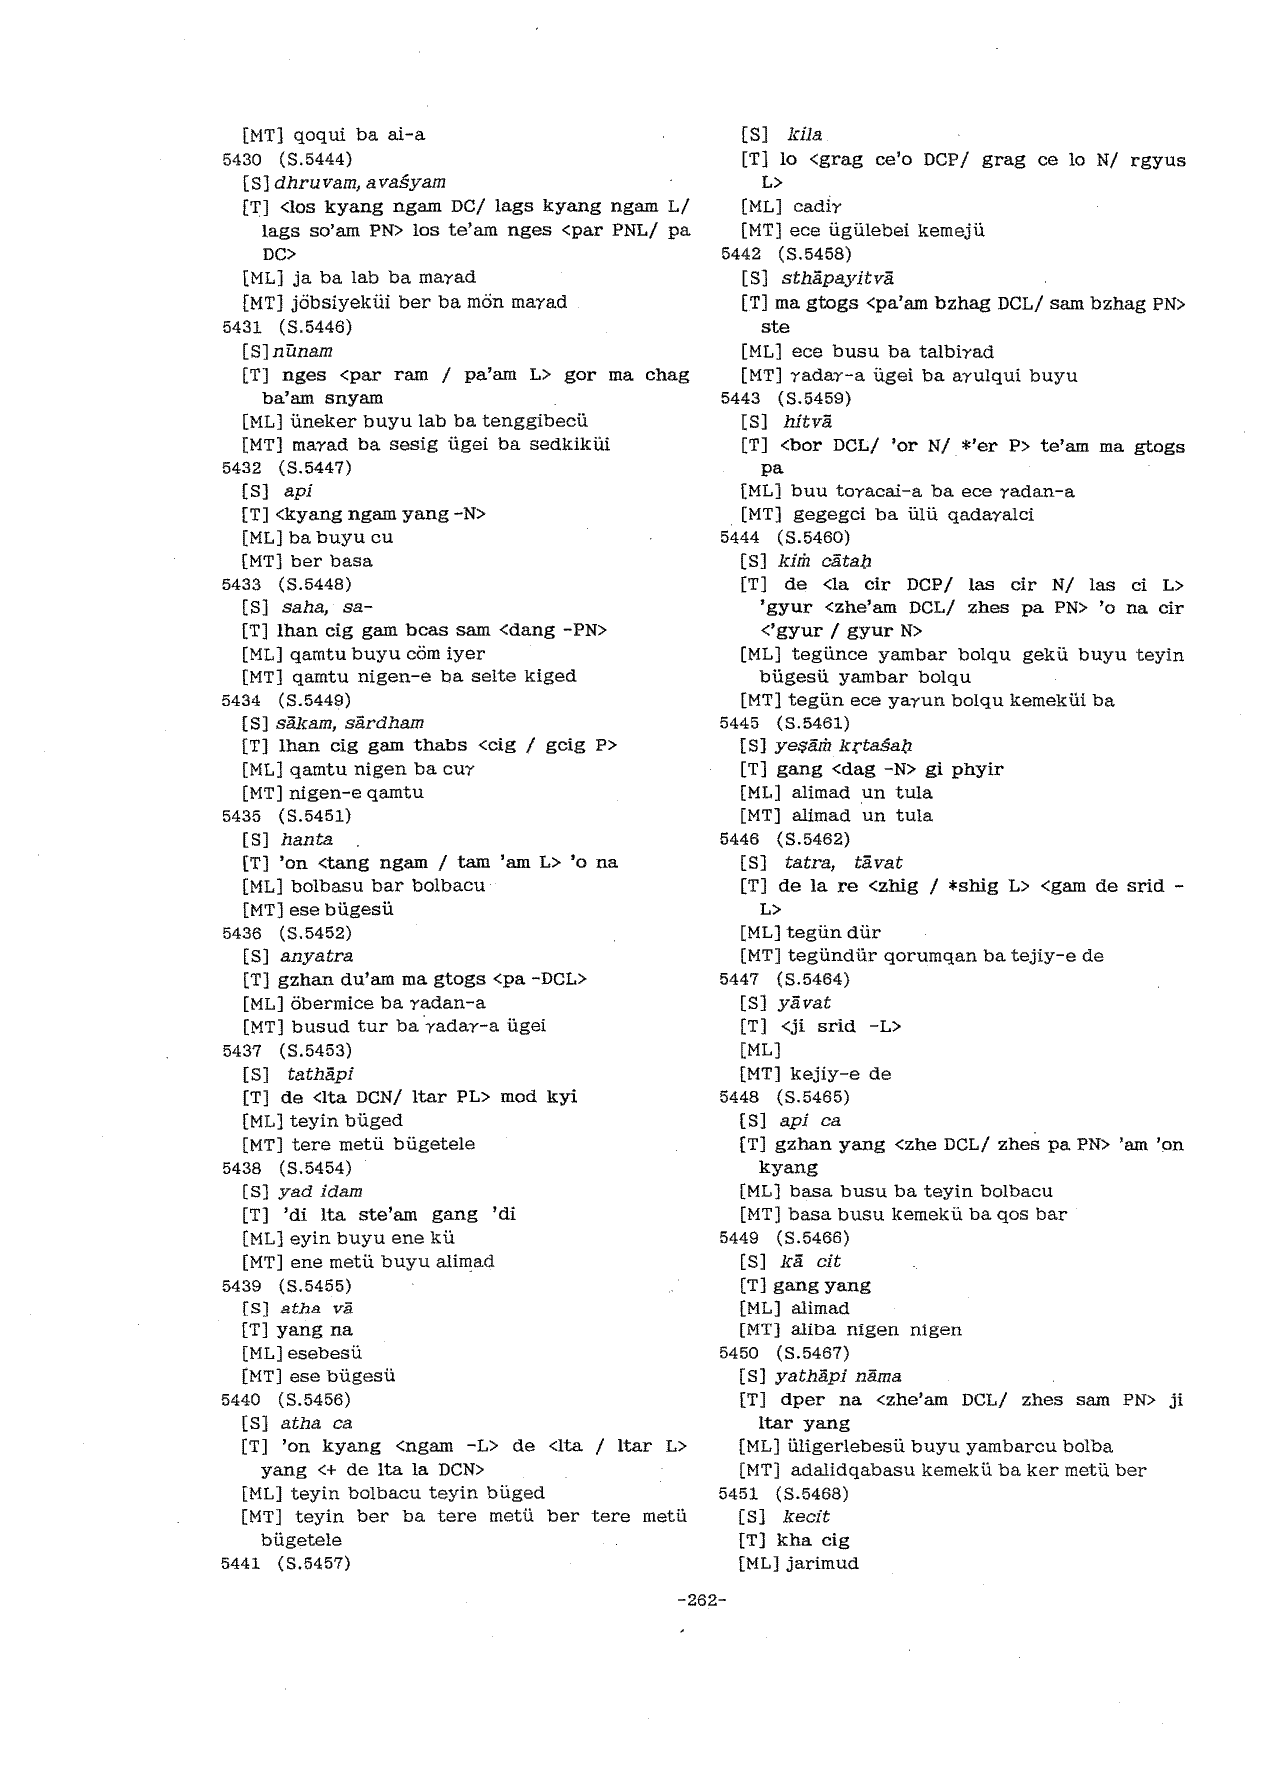 [MT] qoqui ba ai-a
5430 (S.5444)
[S] dhruvam, avaśyam
[T] <los kyang ngam DC/ lags kyang ngam L/
lags so'am PN> los te'am nges <par PNL/ pa
DC>
[ML] ja ba lab ba maγad
[MT] jöbsiyeküi ber ba mön maγad
5431 (S.5446)
[S] nūnam
[T] nges <par ram / pa'am L> gor ma chag
ba'am snyam
[ML] üneker buyu lab ba tenggibecü
[MT] maγad ba sesig ügei ba sedkiküi
5432 (S.5447)
[S] api
[T] <kyang ngam yang -N>
[ML] ba buyu cu
[MT] ber basa
5433 (S.5448)
[S] saha, sa-
[T] lhan cig gam bcas sam <dang -PN>
[ML] qamtu buyu cöm iyer
[MT] qamtu nigen-e ba selte kiged
5434 (S.5449)
[S] sākam, sārdham
[T] lhan cig gam thabs <cig / gcig P>
[ML] qamtu nigen ba cuγ
[MT] nigen-e qamtu
5435 (S.5451)
[S] hanta
[T] 'on <tang ngam / tam 'am L> 'o na
[ML] bolbasu bar bolbacu
[MT] ese bügesü
5436 (S.5452)
[S] anyatra
[T] gzhan du'am ma gtogs <pa -DCL>
[ML] öbermice ba γadan-a
[MT] busud tur ba γadaγ-a ügei
5437 (S.5453)
[S] tathāpi
[T] de <lta DCN/ ltar PL> mod kyi
[ML] teyin büged
[MT] tere metü bügetele
5438 (S.5454)
[S] yad idam
[T] 'di lta ste'am gang 'di
[ML] eyin buyu ene kü
[MT] ene metü buyu alimad
5439 (S.5455)
[S] atha vā
[T] yang na
[ML] esebesü
[MT] ese bügesü
5440 (S.5456)
[S] atha ca
[T] 'on kyang <ngam -L> de <lta / ltar L>
yang <+ de lta la DCN>
[ML] teyin bolbacu teyin büged
[MT] teyin ber ba tere metü ber tere metü
bügetele
5441 (S.5457)
[S] kila
[T] lo <grag ce'o DCP/ grag ce lo N/ rgyus
L>
[ML] cadiγ
[MT] ece ügülebei kemejü
5442 (S.5458)
[S] sthāpayitvā
[T] ma gtogs <pa'am bzhag DCL/ sam bzhag PN>
ste
[ML] ece busu ba talbiγad
[MT] γadaγ-a ügei ba aγulqui buyu
5443 (S.5459)
[S] hitvā
[T] <bor DCL/ 'or N/ *'er P> te'am ma gtogs
pa
[ML] buu toγacai-a ba ece γadan-a
[MT] gegegci ba ülü qadaγalci
5444 (S.5460)
[S] kiṁ cātaḥ
[T] de <la cir DCP/ las cir N/ las ci L>
'gyur <zhe'am DCL/ zhes pa PN> 'o na cir
<'gyur / gyur N>
[ML] tegünce yambar bolqu gekü buyu teyin
bügesü yambar bolqu
[MT] tegün ece yaγun bolqu kemeküi ba
5445 (S.5461)
[S] yeṣāṁ kṛtaśaḥ
[T] gang <dag -N> gi phyir
[ML] alimad un tula
[MT] alimad un tula
5446 (S.5462)
[S] tatra, tāvat
[T] de la re <zhig / *shig L> <gam de srid -
L>
[ML] tegün dür
[MT] tegündür qorumqan ba tejiy-e de
5447 (S.5464)
[S] yāvat
[T] <ji srid -L>
[ML]
[MT] kejiy-e de
5448 (S.5465)
[S] api ca
[T] gzhan yang <zhe DCL/ zhes pa PN> 'am 'on
kyang
[ML] basa busu ba teyin bolbacu
[MT] basa busu kemekü ba qos bar
5449 (S.5466)
[S] kā cit
[T] gang yang
[ML] alimad
[MT] aliba nigen nigen
5450 (S.5467)
[S] yathāpi nāma
[T] dper na <zhe'am DCL/ zhes sam PN> ji
ltar yang
[ML] üligerlebesü buyu yambarcu bolba
[MT] adalidqabasu kemekü ba ker metü ber
5451 (S.5468)
[S] kecit
[T] kha cig
[ML] jarimud
-262-